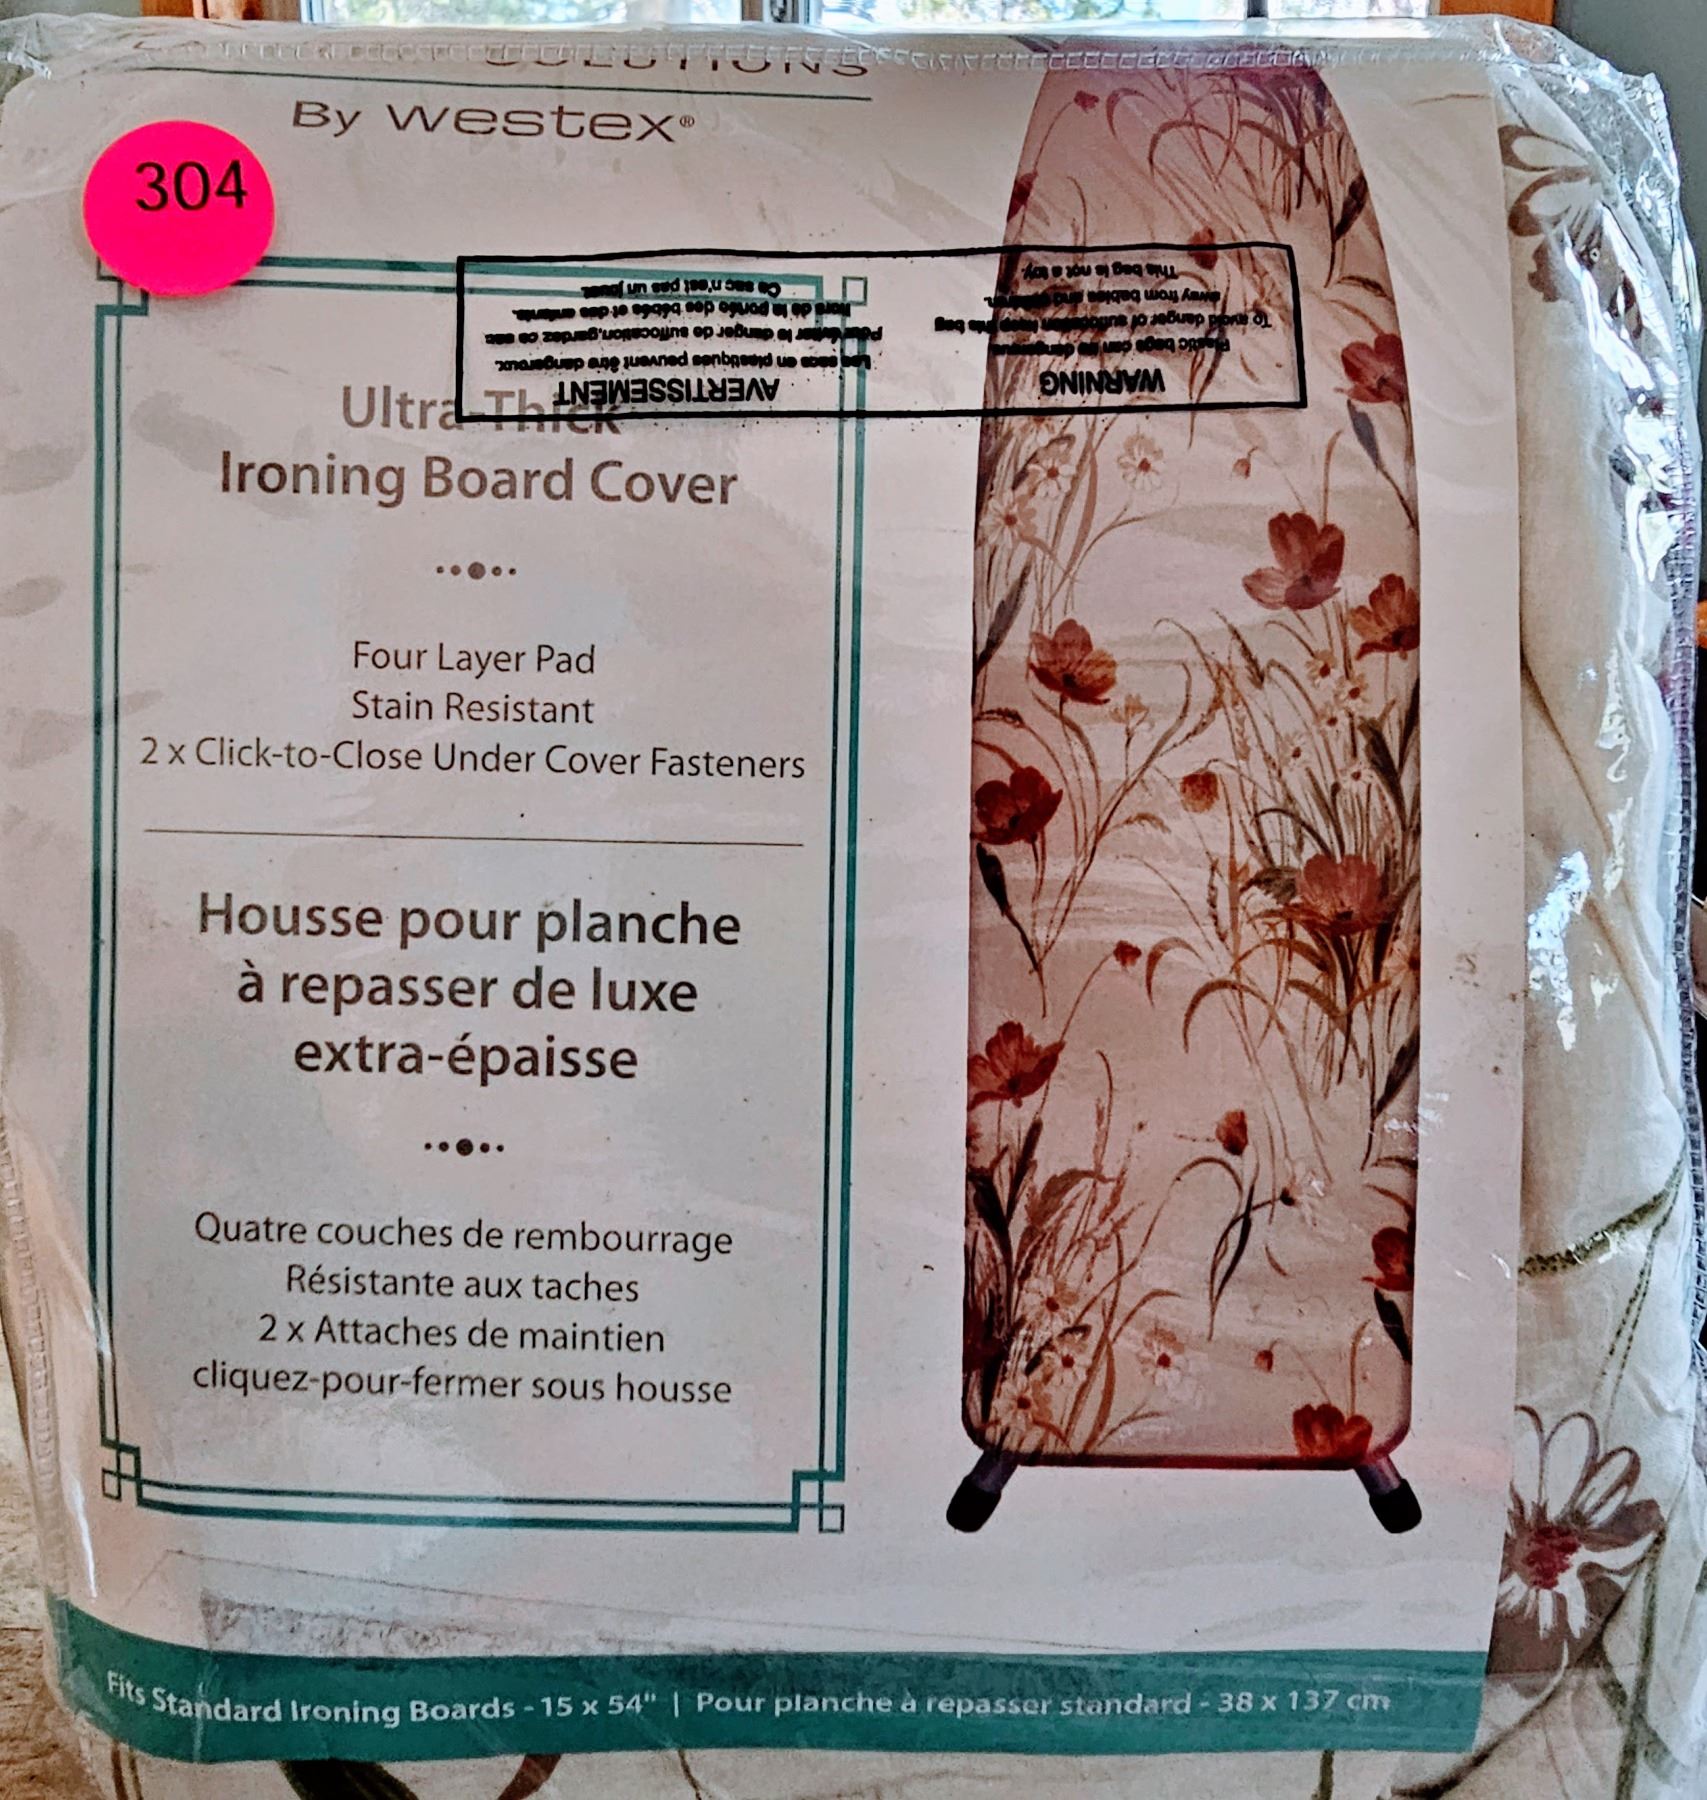 SOLUTIONS
By westex®
304
WARNING
Plastic bags can be dangerous.
To avoid danger of suffocation keep this bag
away from babies and children.
This bag is not a toy.
AVERTISSEMENT
Les sacs en plastiques peuvent être dangeroux.
Pour éviter le danger de suffocation,gardez ce sac
hors de la portée des bébés et des enfants.
Ce sac n'est pas un jouet.
Ultra-Thick
Ironing Board Cover
Four Layer Pad
Stain Resistant
2 x Click-to-Close Under Cover Fasteners
Housse pour planche
à repasser de luxe
extra-épaisse
Quatre couches de rembourrage
Résistante aux taches
2 x Attaches de maintien
cliquez-pour-fermer sous housse
Fits Standard Ironing Boards - 15 x 54" | Pour planche à repasser standard - 38 x 137 cm